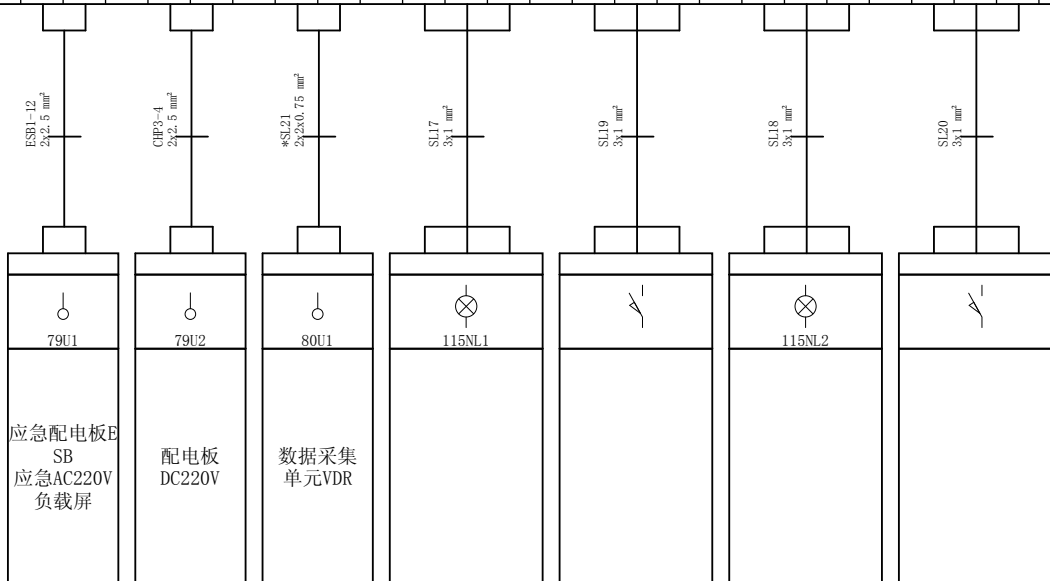 ESB1-12
2x2.5 mm²
CHP3-4
2x2.5 mm²
*SL21
2x2x0.75 mm²
SL17
3x1 mm²
SL19
3x1 mm²
SL18
3x1 mm²
SL20
3x1 mm²
79U1
79U2
80U1
115NL1
115NL2
应急配电板E
SB
应急AC220V
负载屏
配电板
DC220V
数据采集
单元VDR